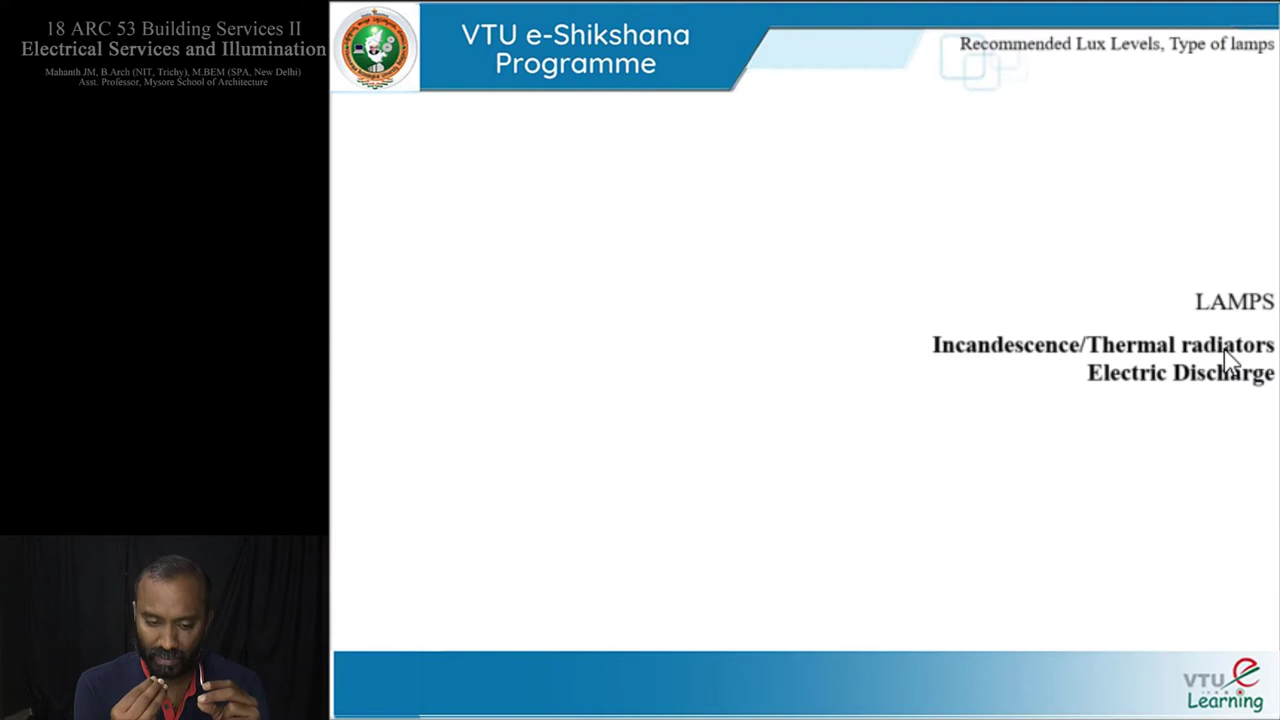 18 ARC 53 Building Services II
Electrical Services and Illumination
Mahanth JM, B.Arch (NIT, Trichy), M.BEM (SPA, New Delhi)
Asst. Professor, Mysore School of Architecture
VTU e-Shikshana
Programme
Recommended Lux Levels, Type of lamps
LAMPS
Incandescence/Thermal radiators
Electric Discharge
VTU e
Learning